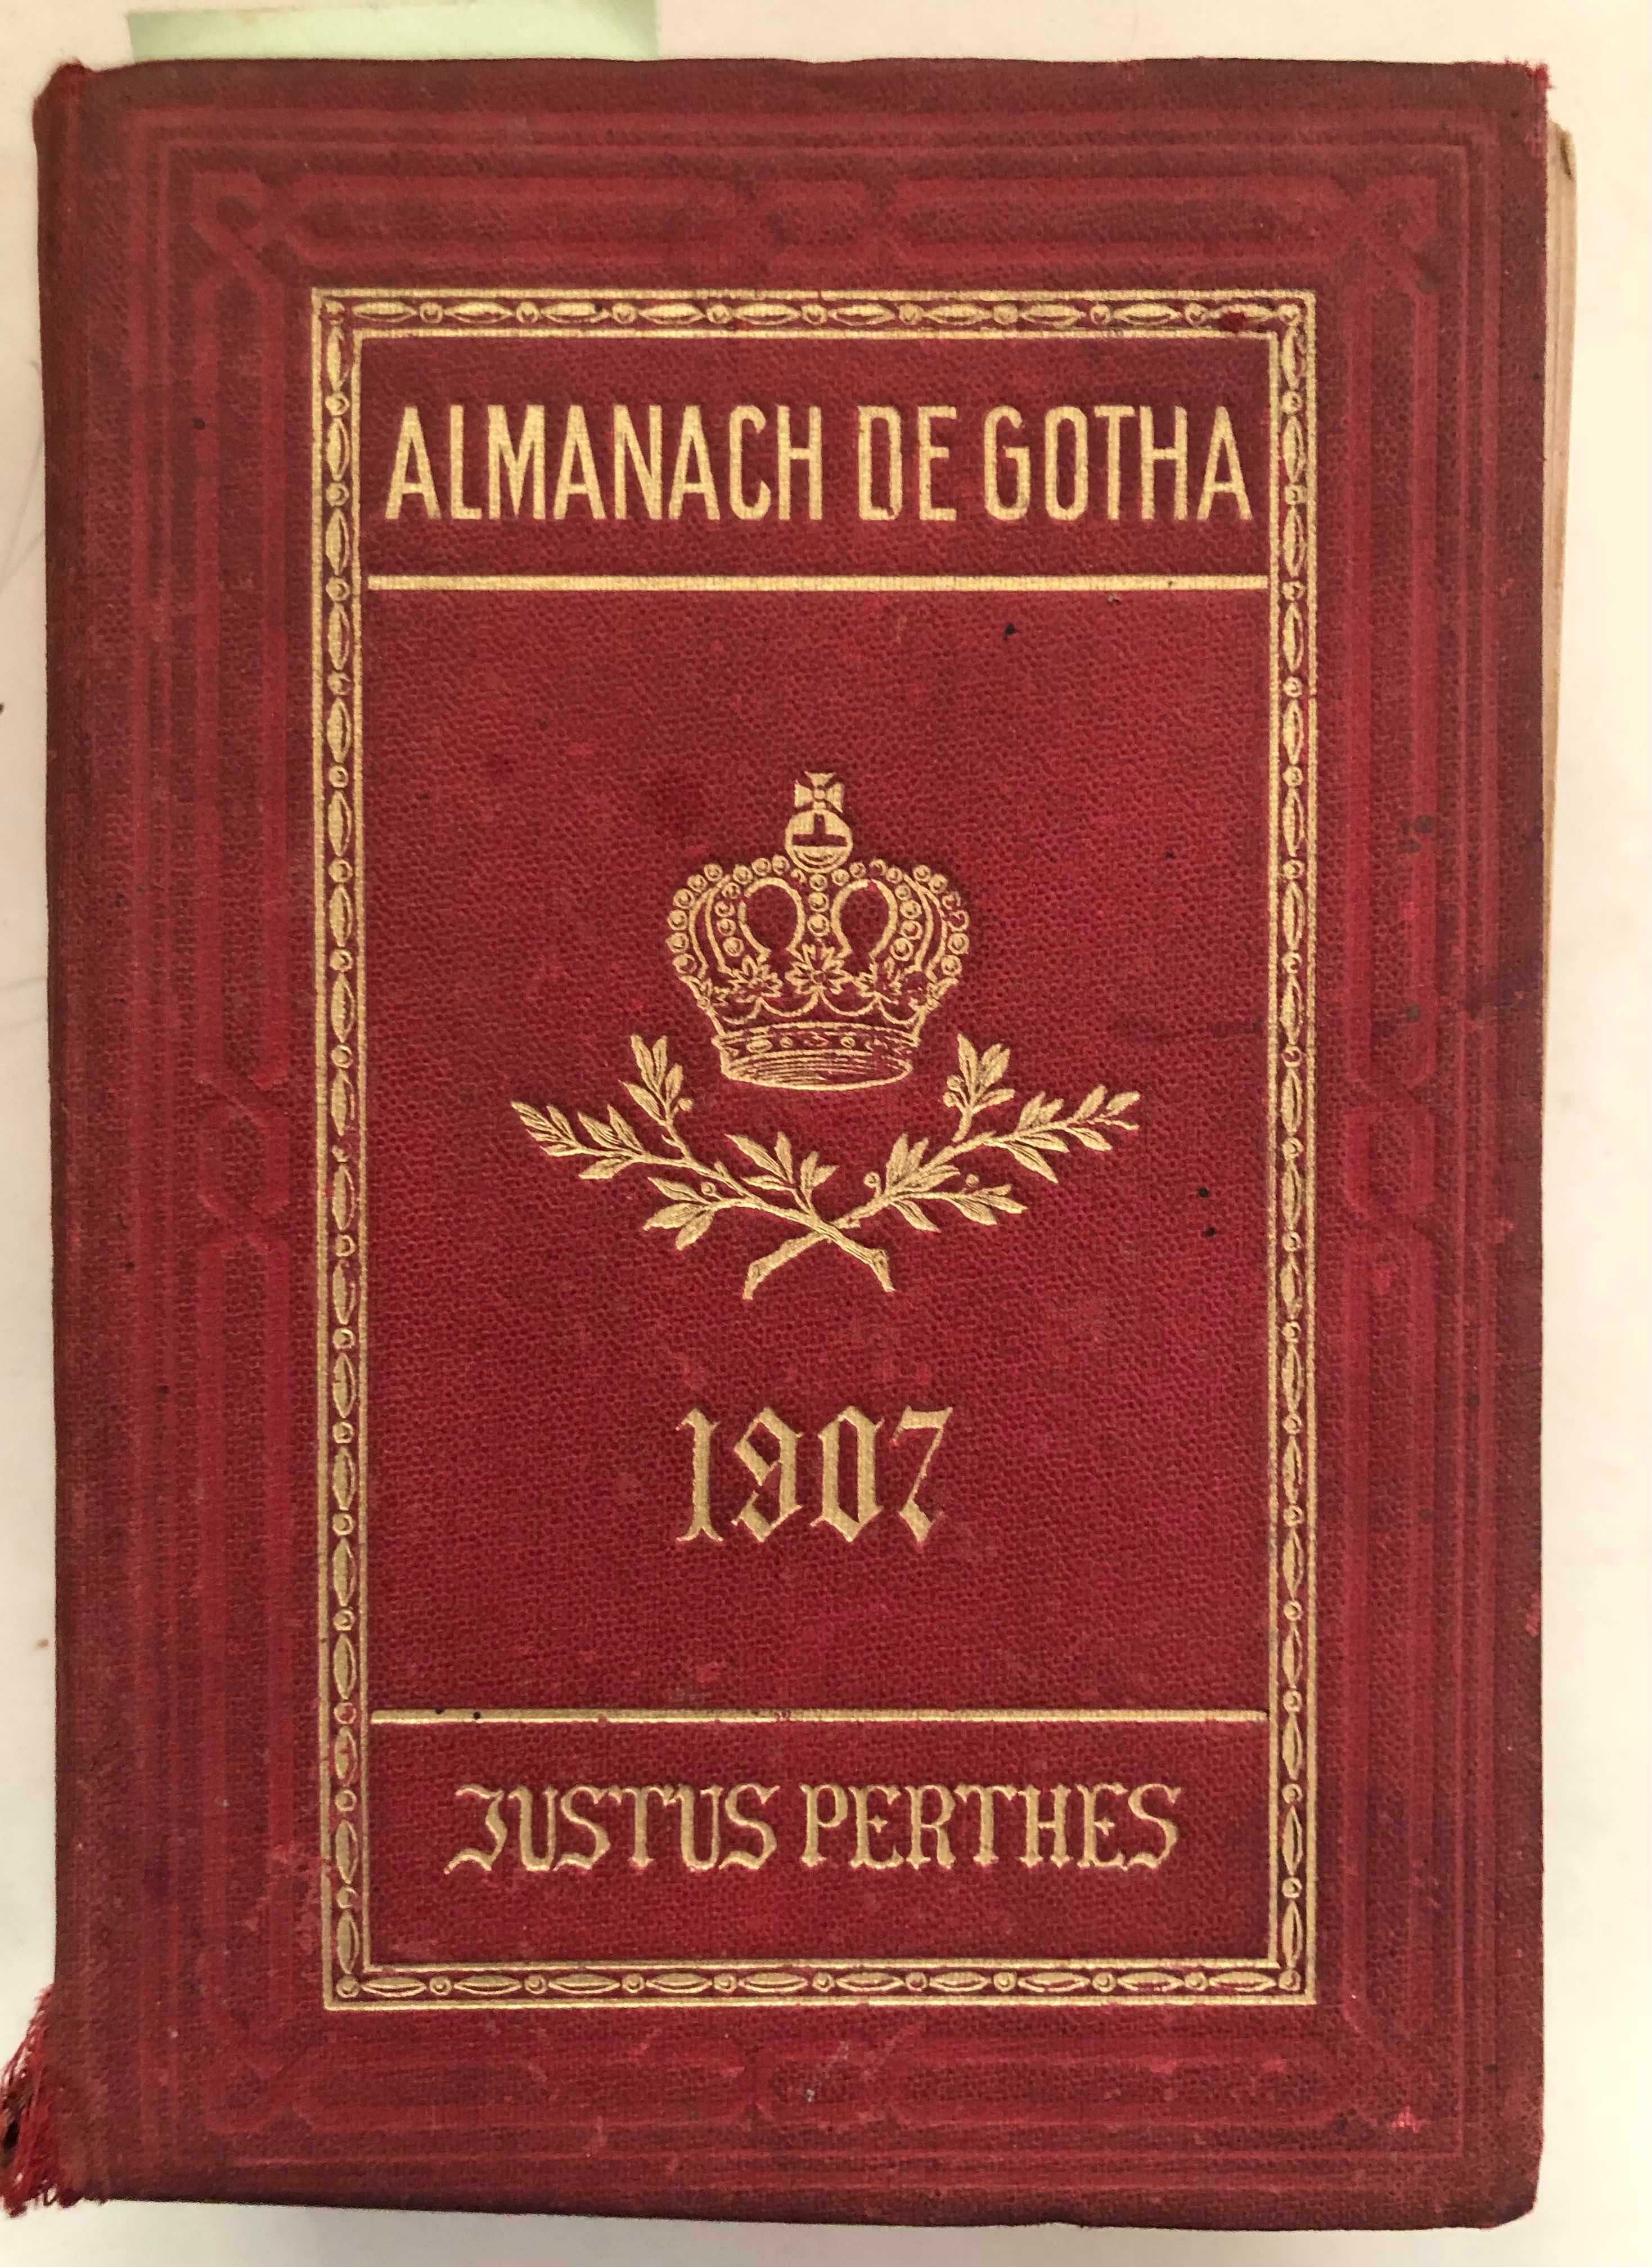 ALMANACH DE GOTHA
1907
JUSTUS PERTHES